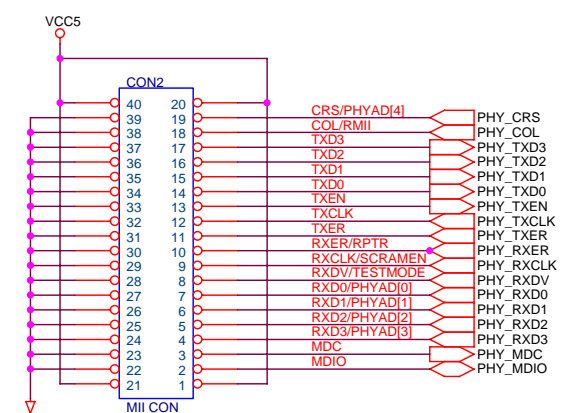 VCC5
CON2
40 20
39 19 CRS/PHYAD[4] PHY_CRS
38 18 COL/RMII PHY_COL
37 17 TXD3 PHY_TXD3
36 16 TXD2 PHY_TXD2
35 15 TXD1 PHY_TXD1
34 14 TXD0 PHY_TXD0
33 13 TXEN PHY_TXEN
32 12 TXCLK PHY_TXCLK
31 11 TXER PHY_TXER
30 10 RXER/RPTR PHY_RXER
29 9 RXCLK/SCRAMEN PHY_RXCLK
28 8 RXDV/TESTMODE PHY_RXDV
27 7 RXD0/PHYAD[0] PHY_RXD0
26 6 RXD1/PHYAD[1] PHY_RXD1
25 5 RXD2/PHYAD[2] PHY_RXD2
24 4 RXD3/PHYAD[3] PHY_RXD3
23 3 MDC PHY_MDC
22 2 MDIO PHY_MDIO
21 1
MII CON